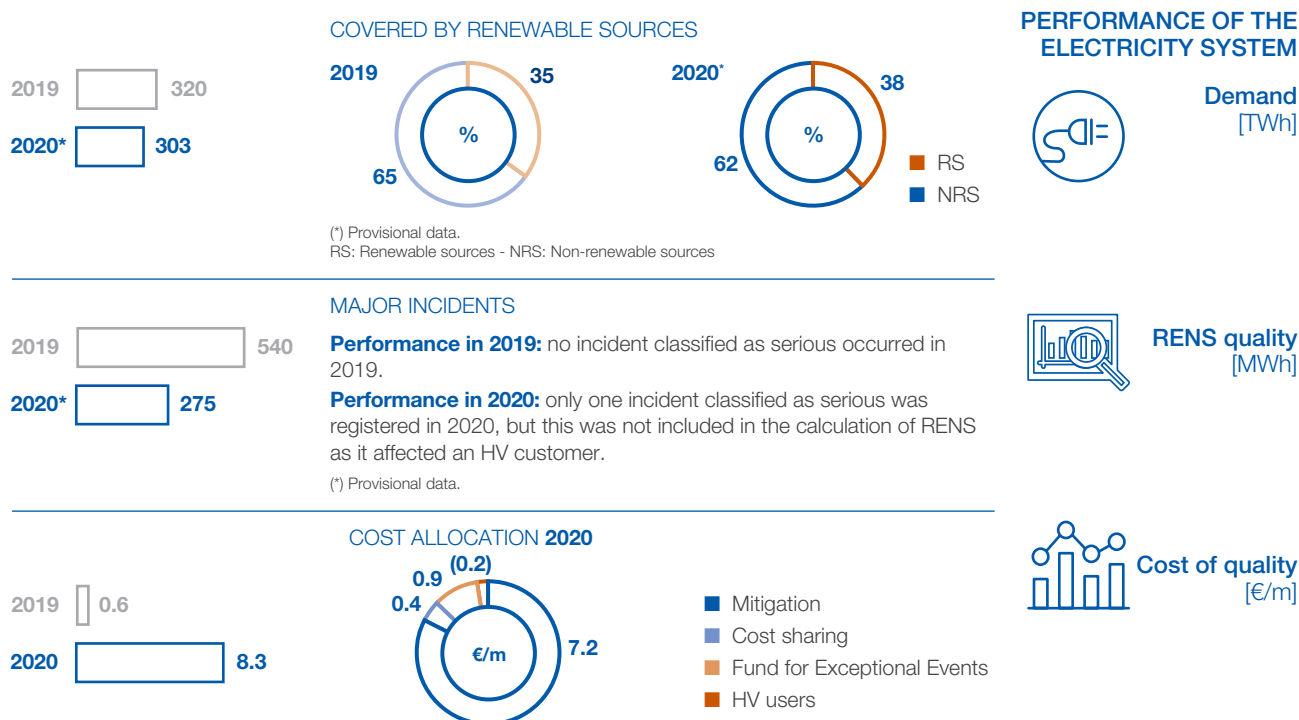 PERFORMANCE OF THE
ELECTRICITY SYSTEM
Demand
[TWh]
2019 320
2020* 303
COVERED BY RENEWABLE SOURCES
2019
35
%
65
2020*
38
%
62
RS
NRS
(*) Provisional data.
RS: Renewable sources - NRS: Non-renewable sources
RENS quality
[MWh]
2019 540
2020* 275
MAJOR INCIDENTS
Performance in 2019: no incident classified as serious occurred in
2019.
Performance in 2020: only one incident classified as serious was
registered in 2020, but this was not included in the calculation of RENS
as it affected an HV customer.
(*) Provisional data.
Cost of quality
[€/m]
2019 0.6
2020 8.3
COST ALLOCATION 2020
(0.2)
0.9
0.4
7.2
€/m
Mitigation
Cost sharing
Fund for Exceptional Events
HV users